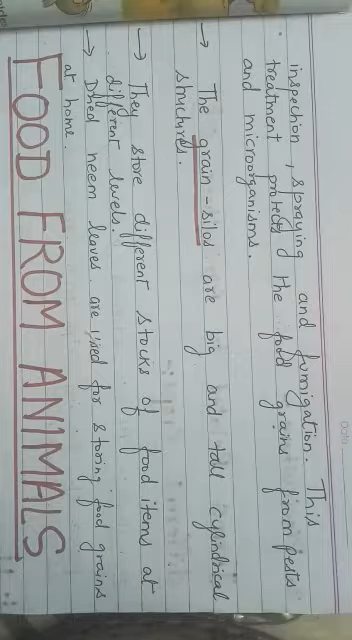 inspection, spraying and fumigation. This
treatment protects the food grains from pests
and microorganisms.
→ The grain-silos are big and tall cylindrical
structures.
→ They store different stocks of food items at
different levels.
→ Dried neem leaves are used for storing food grains
at home.
FOOD FROM ANIMALS